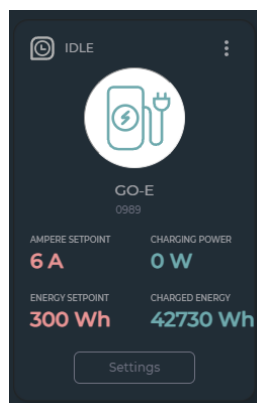 IDLE
GO-E
0989
AMPERE SETPOINT CHARGING POWER
6 A 0 W
ENERGY SETPOINT CHARGED ENERGY
300 Wh 42730 Wh
Settings